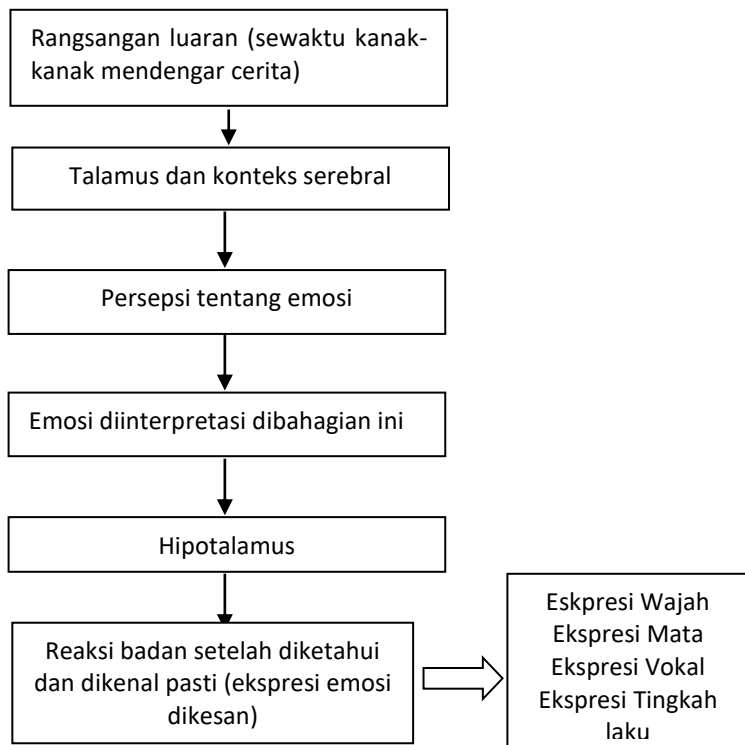 Rangsangan luaran (sewaktu kanak-
kanak mendengar cerita)
Talamus dan konteks serebral
Persepsi tentang emosi
Emosi diinterpretasi dibahagian ini
Hipotalamus
Reaksi badan setelah diketahui
dan dikenal pasti (ekspresi emosi
dikesan)
Eskpresi Wajah
Ekspresi Mata
Ekspresi Vokal
Ekspresi Tingkah
laku